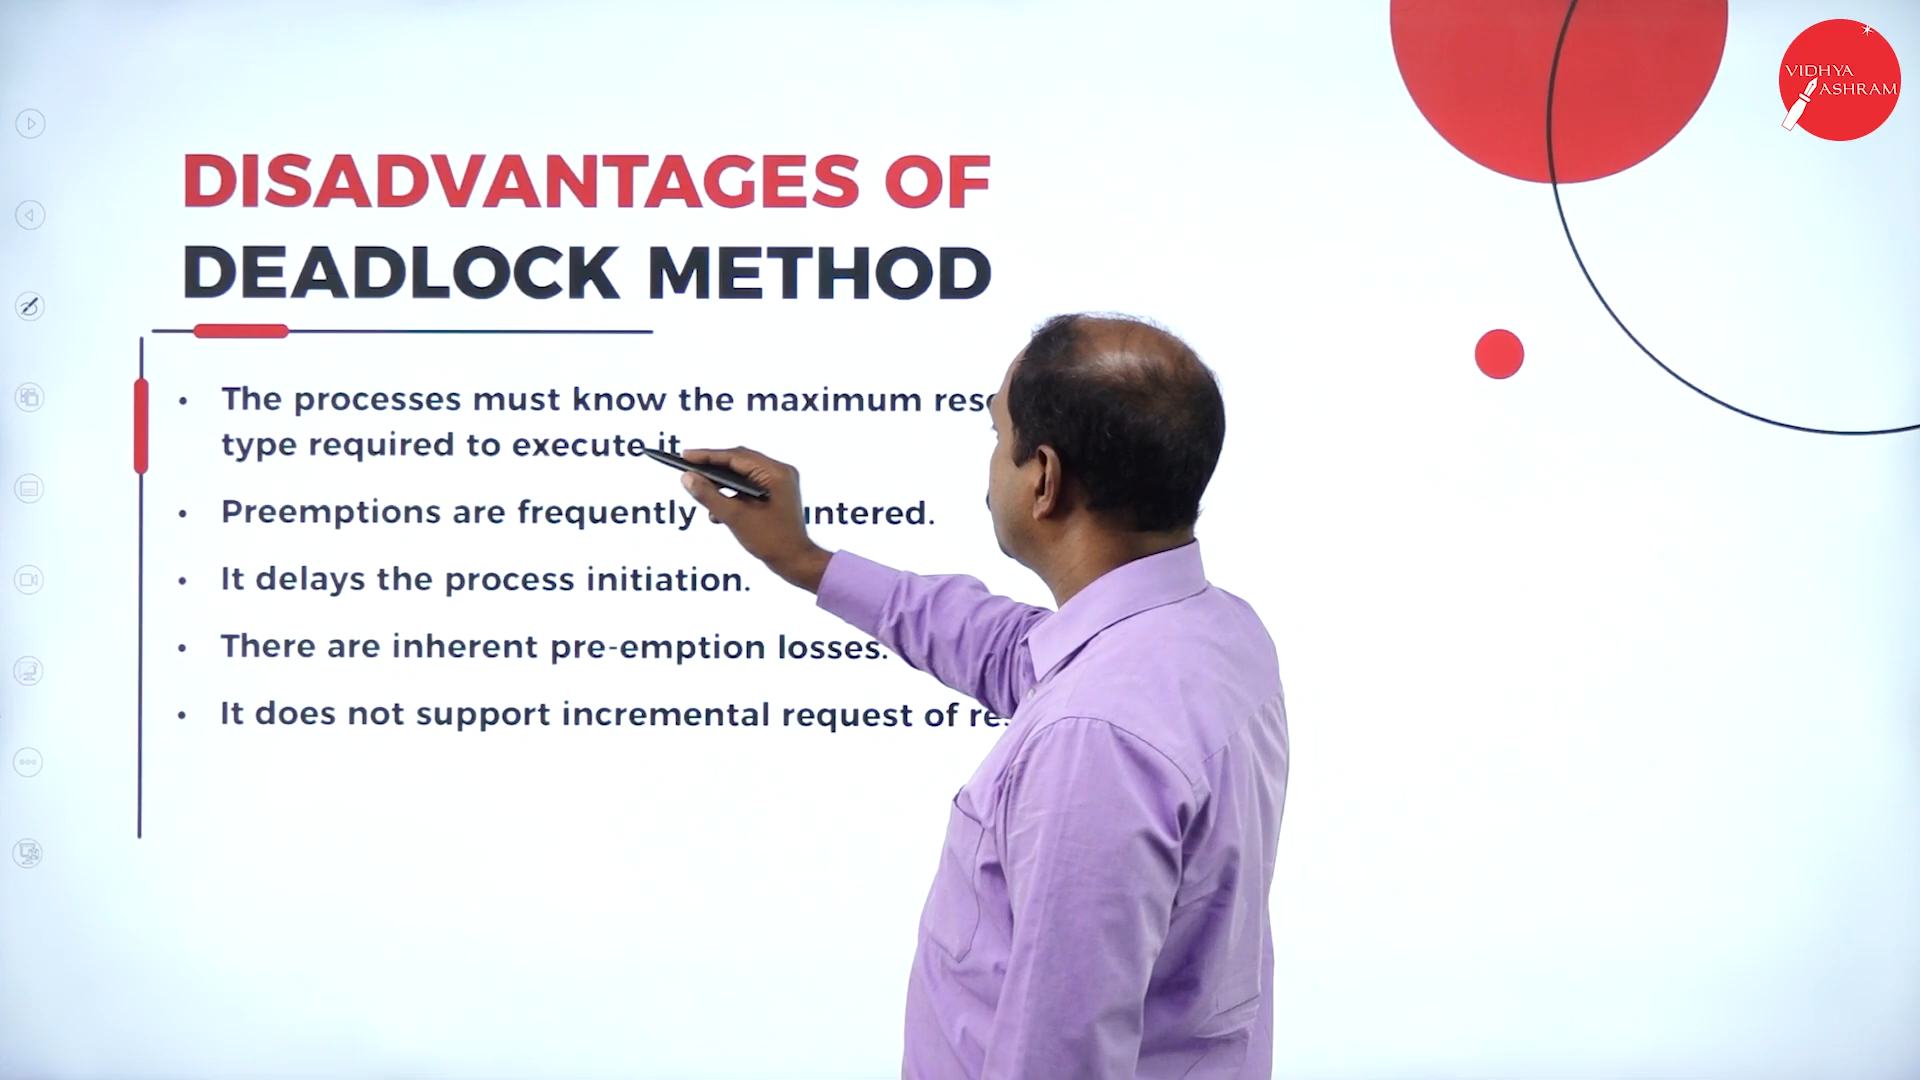 VIDHYA
ASHRAM
DISADVANTAGES OF
DEADLOCK METHOD
• The processes must know the maximum
type required to execute it.
• Preemptions are frequently
• It delays the process initiation.
• There are inherent pre-emption losses.
• It does not support incremental request of